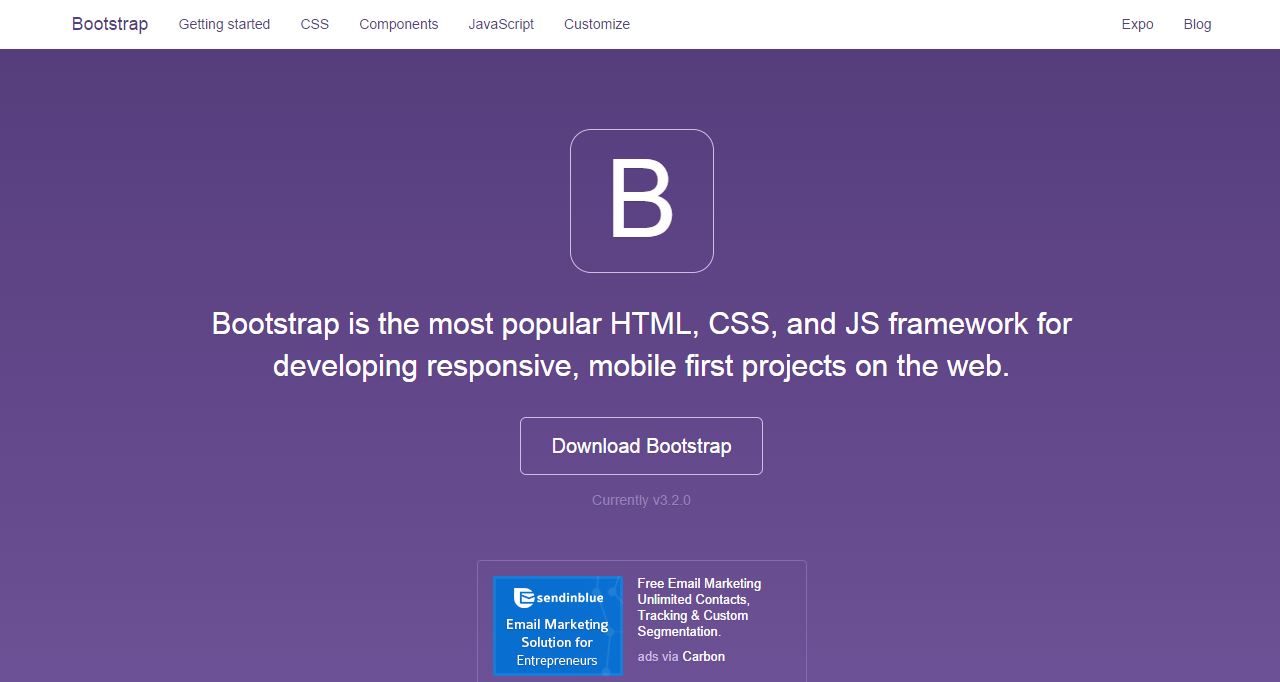 Bootstrap Getting started CSS Components JavaScript Customize Expo Blog
B
Bootstrap is the most popular HTML, CSS, and JS framework for
developing responsive, mobile first projects on the web.
Download Bootstrap
Currently v3.2.0
sendinblue
Email Marketing
Solution for
Entrepreneurs
Free Email Marketing
Unlimited Contacts,
Tracking & Custom
Segmentation.
ads via Carbon